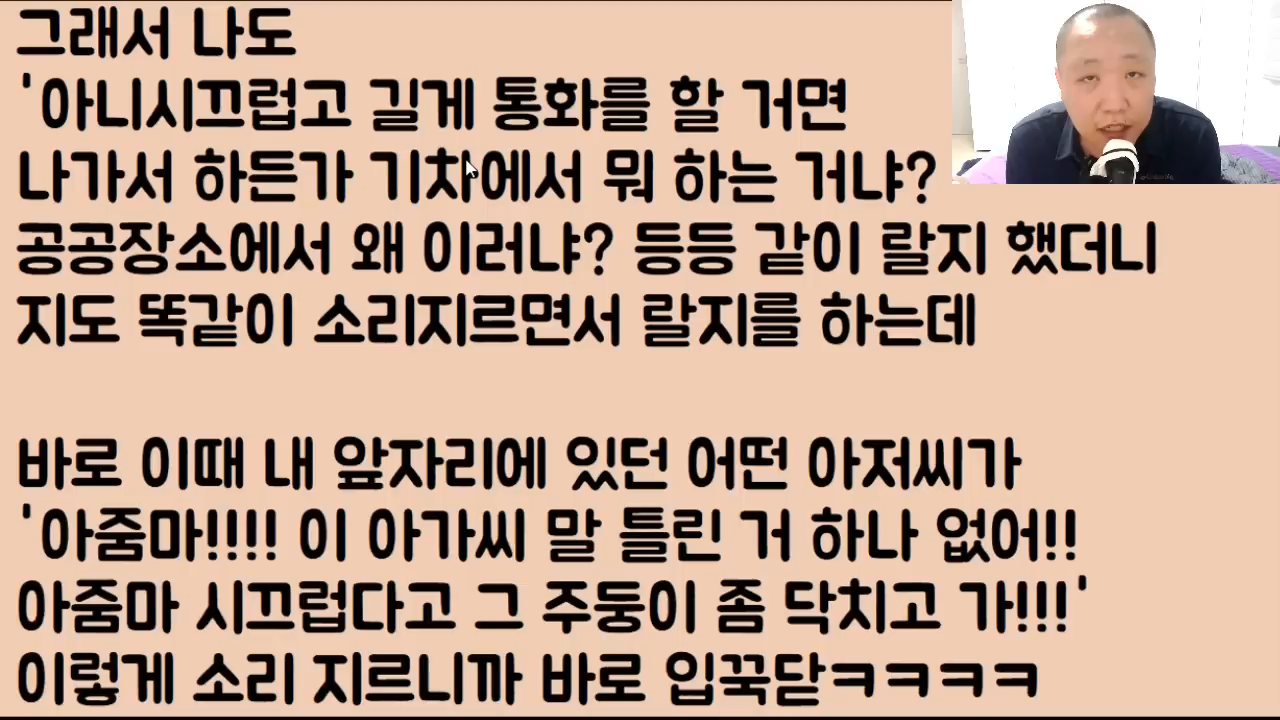 그래서 나도
'아니시끄럽고 길게 통화를 할 거면
나가서 하든가 기차에서 뭐 하는 거냐?
공공장소에서 왜 이러냐? 등등 같이 랄지 했더니
지도 똑같이 소리지르면서 랄지를 하는데
바로 이때 내 앞자리에 있던 어떤 아저씨가
'아줌마!!!! 이 아가씨 말 틀린 거 하나 없어!!
아줌마 시끄럽다고 그 주둥이 좀 닥치고 가!!!'
이렇게 소리 지르니까 바로 입꾹닫ㅋㅋㅋㅋ